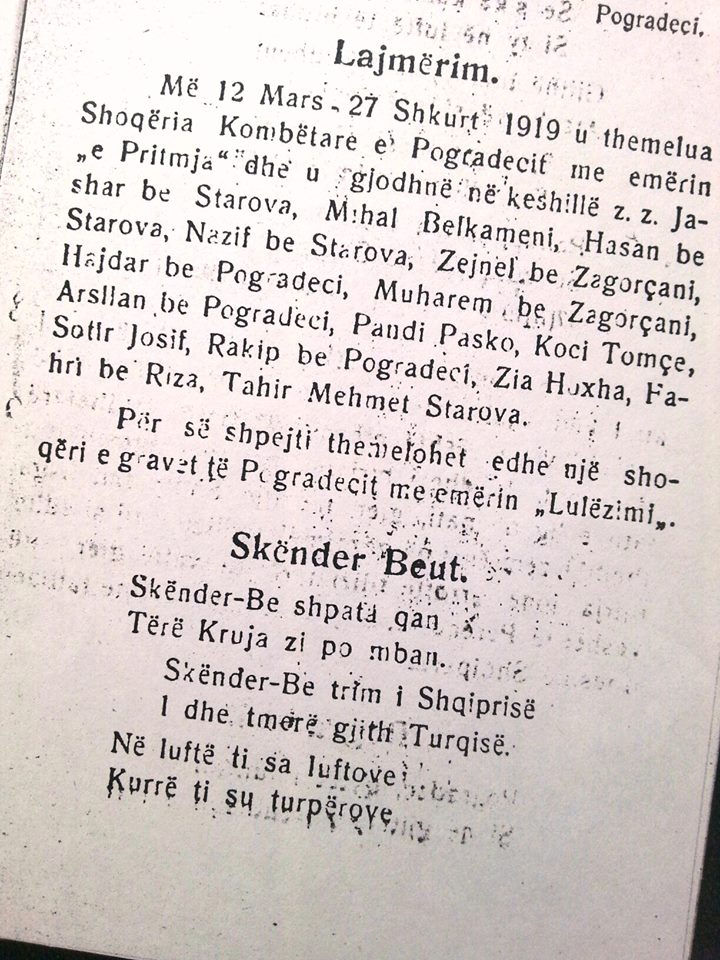 Pogradeci.
Lajmërim.
Më 12 Mars - 27 Shkurt 1919 u themelua
Shoqëria Kombëtare e Pogradecit me emërin
„e Pritmja“ dhe u gjodhnë në keshillë z. z. Ja-
shar be Starova, Mihal Belkameni, Hasan be
Starova, Nazif be Starova, Zejnel be Zagorçani,
Hajdar be Pogradeci, Muharem be Zagorçani,
Arsllan be Pogradeci, Pandi Pasko, Koci Tomçe,
Sotir Josif, Rakip be Pogradeci, Zia Hoxha, Fa-
hri be Riza, Tahir Mehmet Starova.
Për së shpejti themelohet edhe një sho-
qëri e gravet të Pogradecit me emërin „Lulëzimi„.
Skënder Beut.
Skënder-Be shpata qan
Tërë Kruja zi po mban.
Skënder-Be trim i Shqiprisë
I dhe tmerë gjith Turqisë.
Në luftë ti sa luftove
Kurrë ti su turpërove